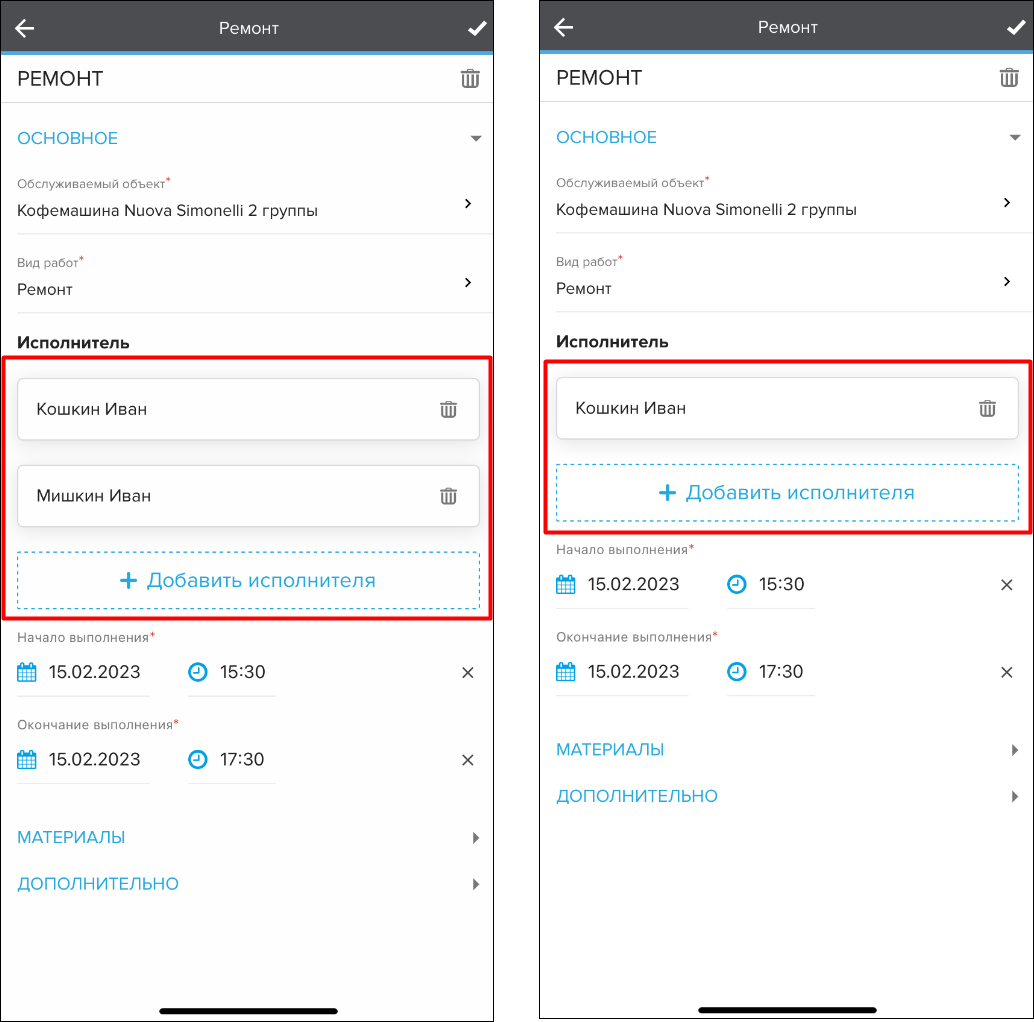 Ремонт
РЕМОНТ
ОСНОВНОЕ
Обслуживаемый объект*
Кофемашина Nuova Simonelli 2 группы
Вид работ*
Ремонт
Исполнитель
Кошкин Иван
Мишкин Иван
+ Добавить исполнителя
Начало выполнения*
15.02.2023 15:30
Окончание выполнения*
15.02.2023 17:30
МАТЕРИАЛЫ
ДОПОЛНИТЕЛЬНО
Ремонт
РЕМОНТ
ОСНОВНОЕ
Обслуживаемый объект*
Кофемашина Nuova Simonelli 2 группы
Вид работ*
Ремонт
Исполнитель
Кошкин Иван
+ Добавить исполнителя
Начало выполнения*
15.02.2023 15:30
Окончание выполнения*
15.02.2023 17:30
МАТЕРИАЛЫ
ДОПОЛНИТЕЛЬНО